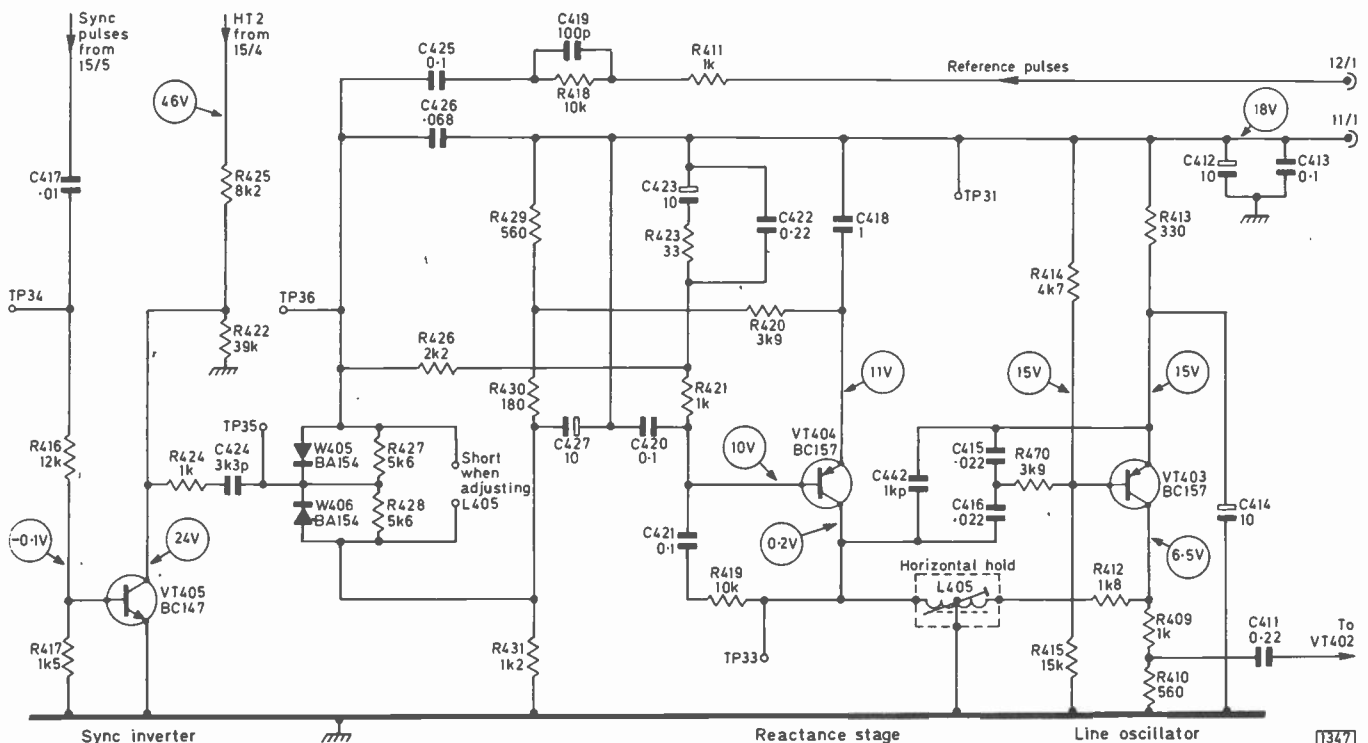 Sync
pulses
from
15/5
HT2
from
15/4
C425
0·1
C419
100p
R418
10k
R411
1k
Reference pulses
12/1
46V
C426
·068
18V
11/1
C412
10
C413
0·1
C417
·01
R425
8k2
R429
560
C423
10
R423
33
C422
0·22
C418
1
TP31
R413
330
R414
4k7
TP34
TP36
R422
39k
R420
3k9
R426
2k2
R430
180
R421
1k
11V
15V
15V
TP35
R416
12k
R424
1k
C424
3k3p
W405
BA154
W406
BA154
R427
5k6
R428
5k6
Short
when
adjusting
L405
C427
10
C420
0·1
10V
VT404
BC157
C442
1kp
C415
·022
C416
·022
R470
3k9
VT403
BC157
C414
10
-0·1V
24V
C421
0·1
0·2V
6·5V
VT405
BC147
R419
10k
Horizontal hold
L405
R412
1k8
R409
1k
C411
0·22
To
VT402
R417
1k5
R431
1k2
TP33
R415
15k
R410
560
Sync inverter
Reactance stage
Line oscillator
1347